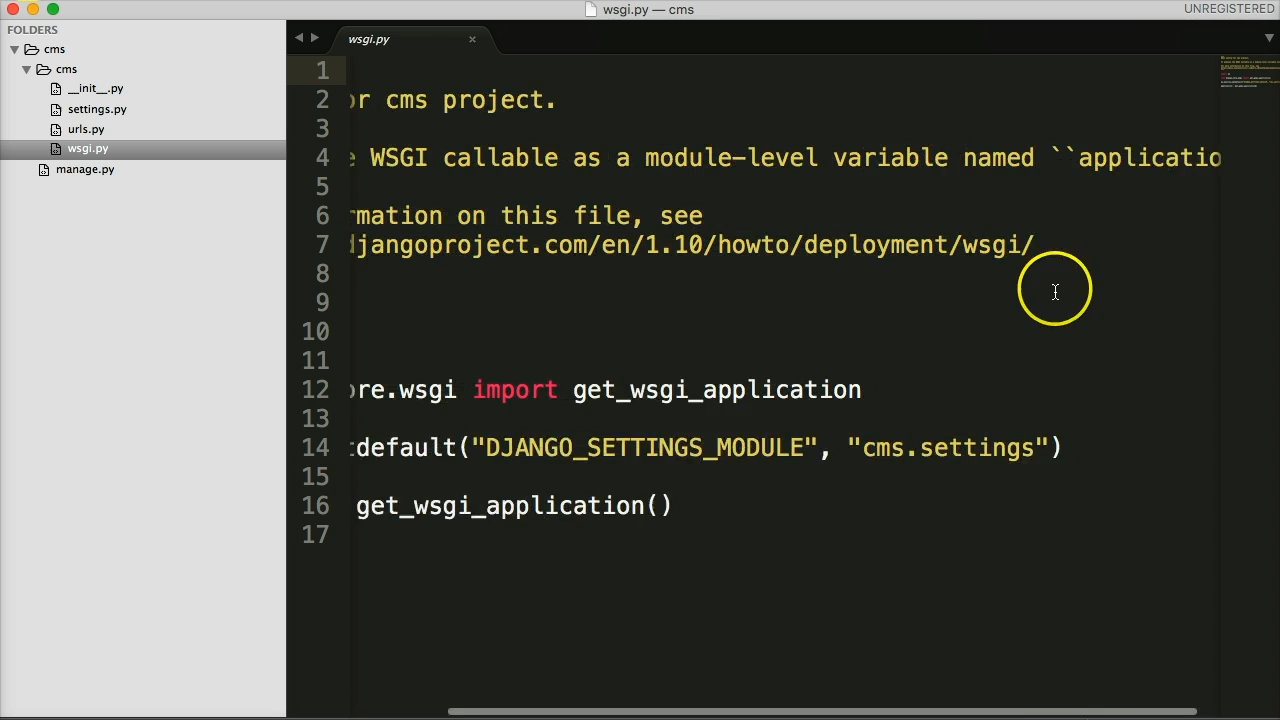 wsgi.py — cms
UNREGISTERED
FOLDERS
cms
cms
__init__.py
settings.py
urls.py
wsgi.py
manage.py
wsgi.py
1
2 or cms project.
3
4 WSGI callable as a module-level variable named ``applicatio
5
6 rmation on this file, see
7 djangoproject.com/en/1.10/howto/deployment/wsgi/
8
9
10
11
12 ore.wsgi import get_wsgi_application
13
14 default("DJANGO_SETTINGS_MODULE", "cms.settings")
15
16 get_wsgi_application()
17